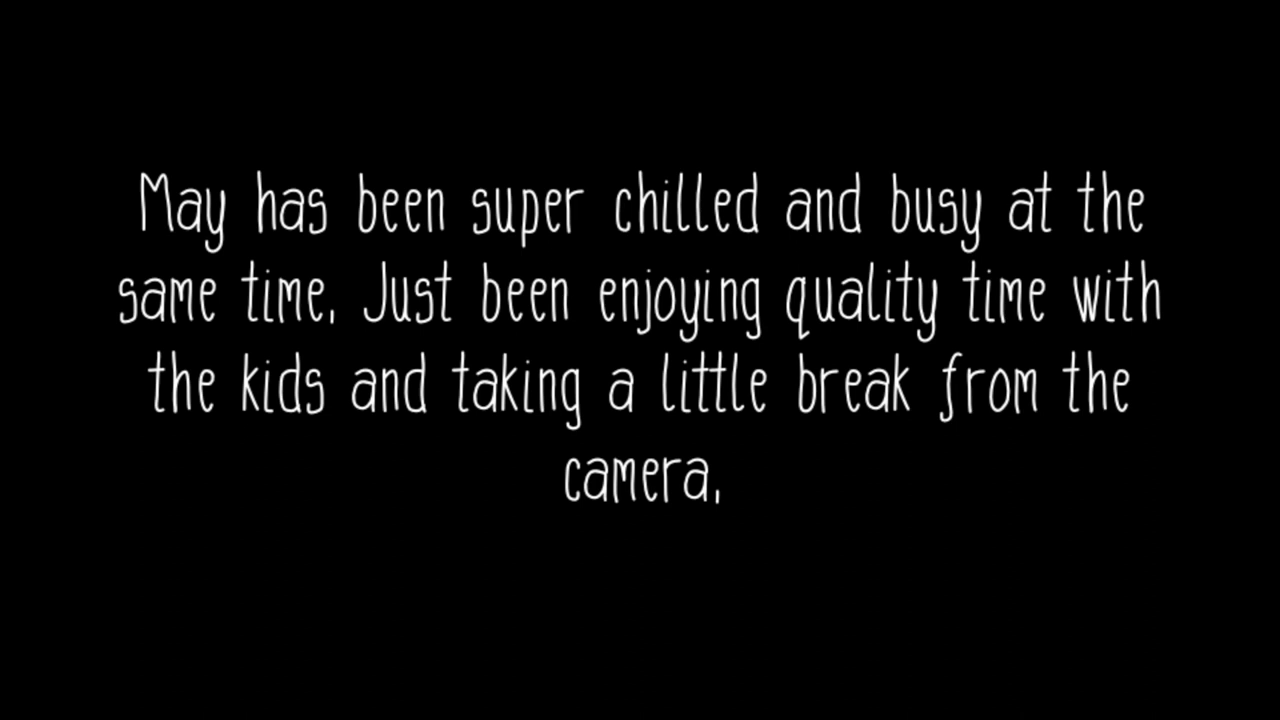 May has been super chilled and busy at the
same time. Just been enjoying quality time with
the kids and taking a little break from the
camera.